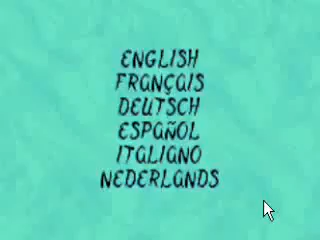 ENGLISH
FRANÇAIS
DEUTSCH
ESPAÑOL
ITALIANO
NEDERLANDS